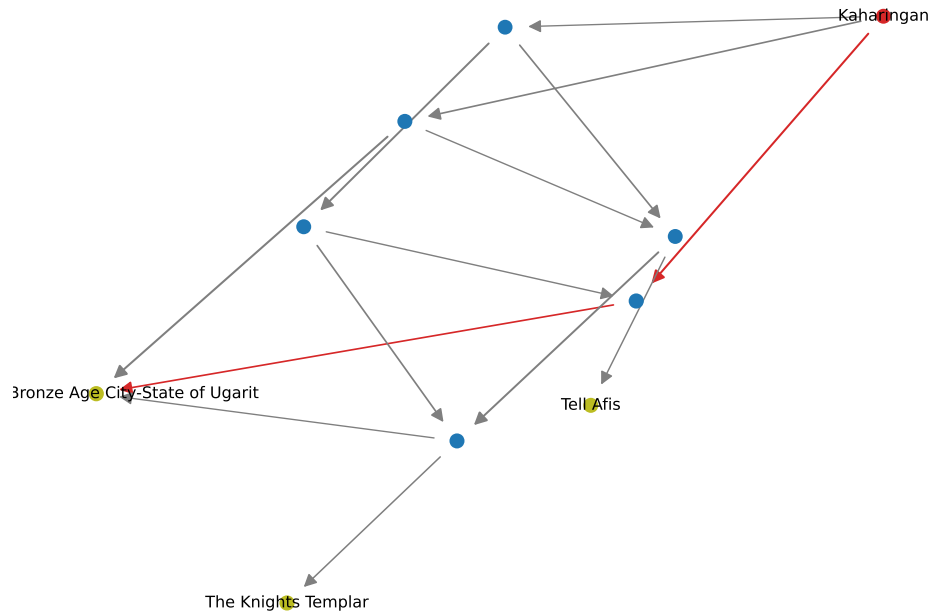 Kaharingan
Bronze Age City-State of Ugarit
Tell Afis
The Knights Templar